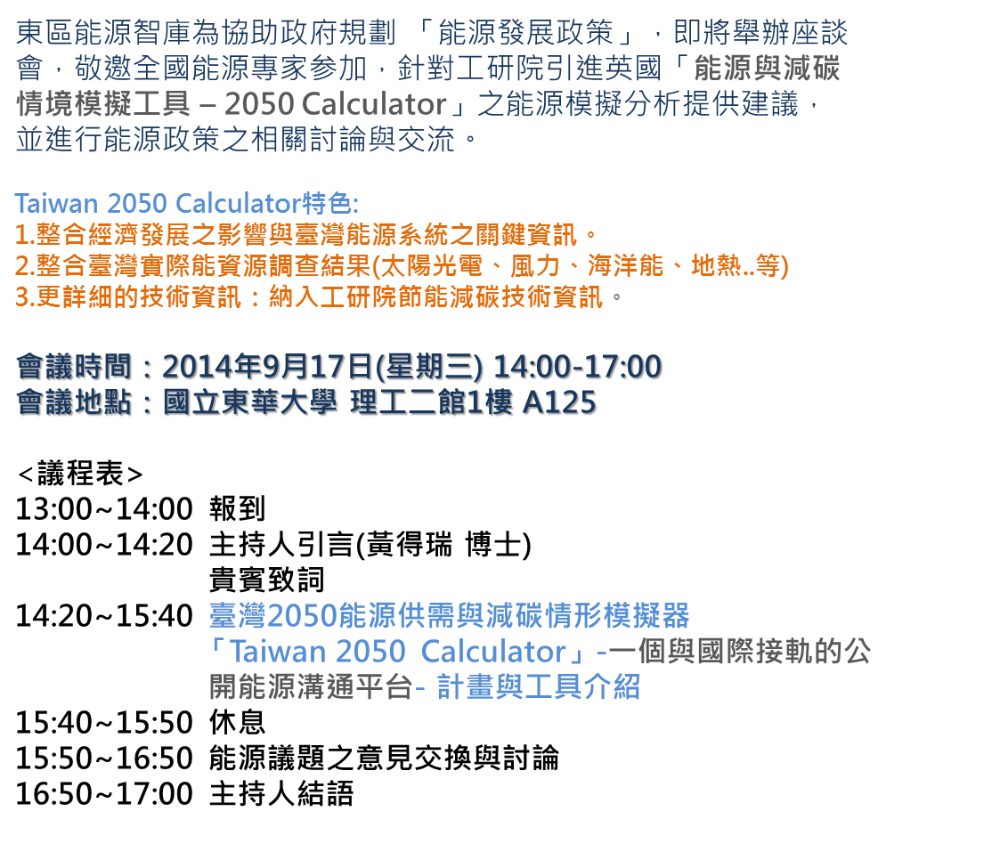 東區能源智庫為協助政府規劃 「能源發展政策」，即將舉辦座談
會，敬邀全國能源專家參加，針對工研院引進英國「能源與減碳
情境模擬工具 – 2050 Calculator」之能源模擬分析提供建議，
並進行能源政策之相關討論與交流。
Taiwan 2050 Calculator特色:
1.整合經濟發展之影響與臺灣能源系統之關鍵資訊。
2.整合臺灣實際能資源調查結果(太陽光電、風力、海洋能、地熱..等)
3.更詳細的技術資訊：納入工研院節能減碳技術資訊。
會議時間：2014年9月17日(星期三) 14:00-17:00
會議地點：國立東華大學 理工二館1樓 A125
<議程表>
13:00~14:00 報到
14:00~14:20 主持人引言(黃得瑞 博士)
貴賓致詞
14:20~15:40 臺灣2050能源供需與減碳情形模擬器
「Taiwan 2050 Calculator」-一個與國際接軌的公
開能源溝通平台- 計畫與工具介紹
15:40~15:50 休息
15:50~16:50 能源議題之意見交換與討論
16:50~17:00 主持人結語